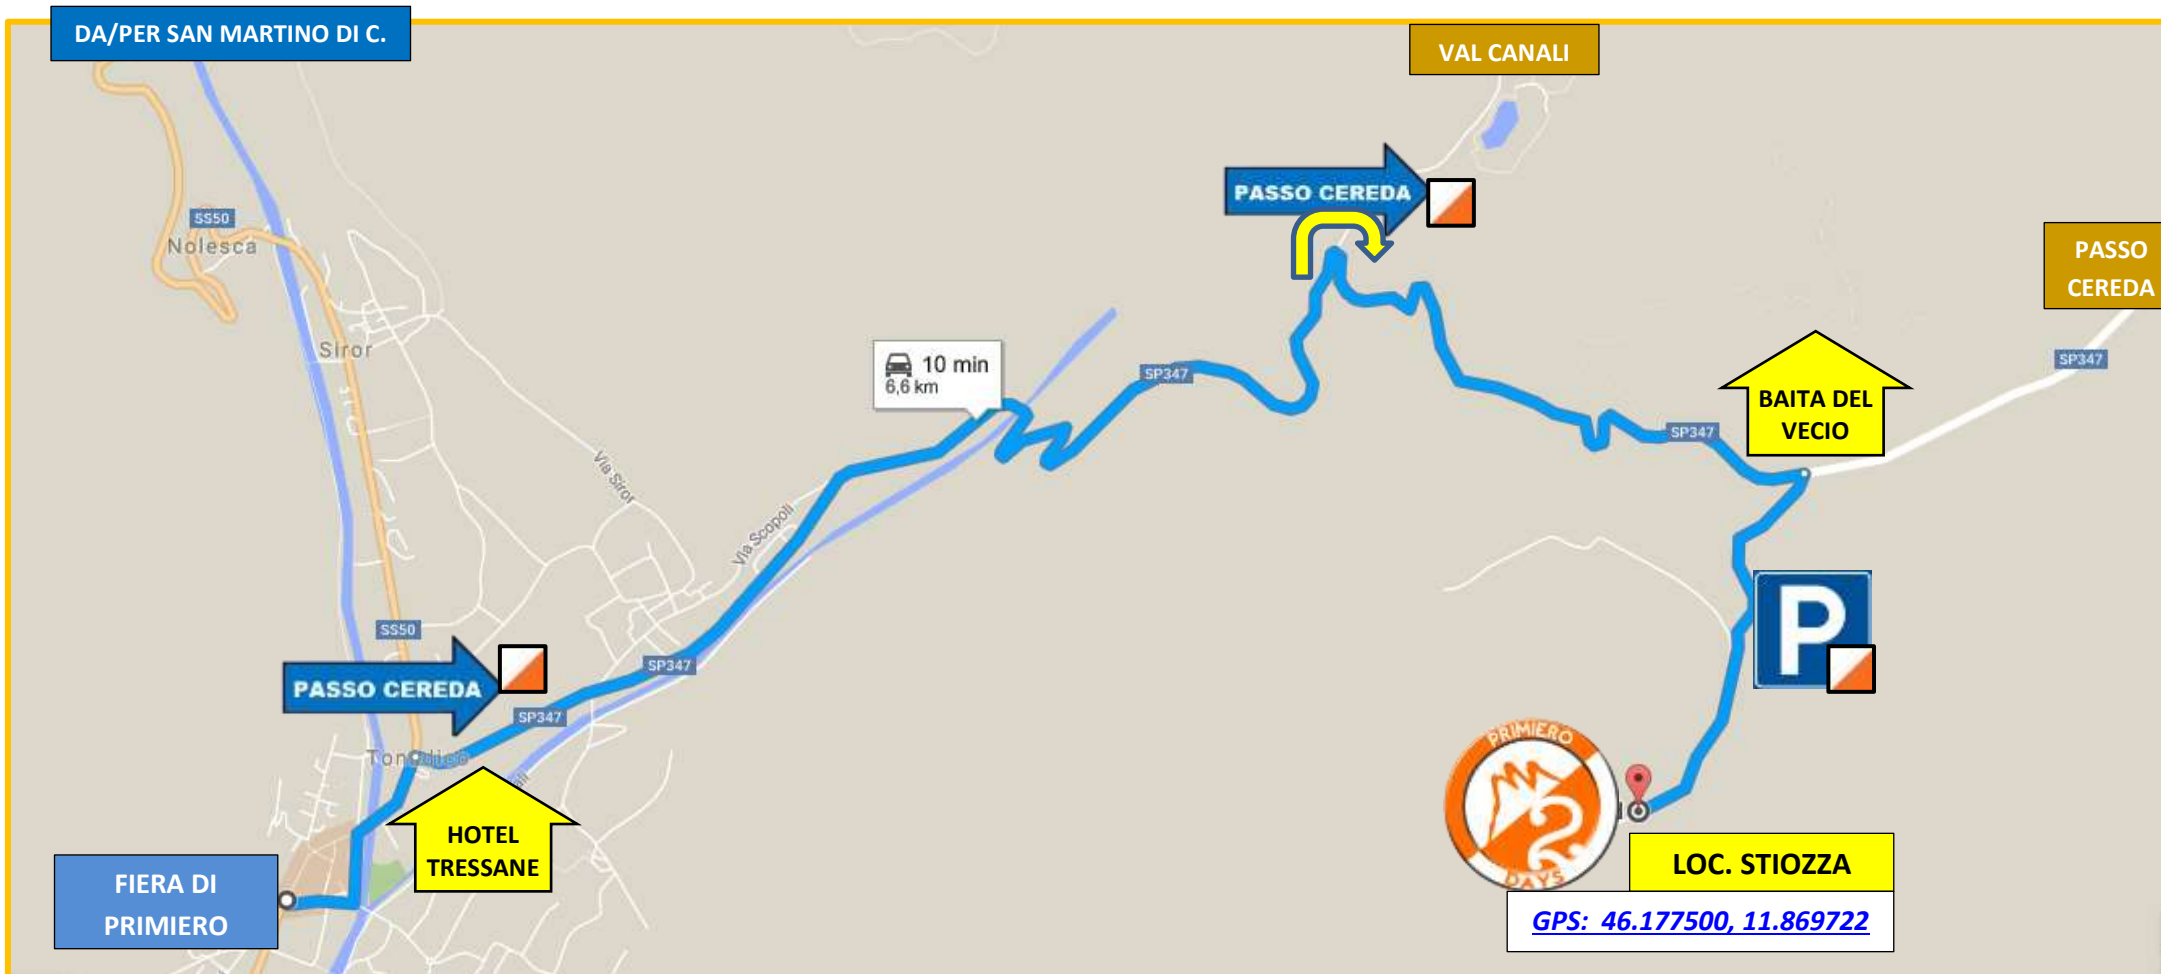 DA/PER SAN MARTINO DI C.
VAL CANALI
PASSO CEREDA
SS50
Nolesca
PASSO
CEREDA
Siror
10 min
6,6 km
SP347
SP347
BAITA DEL
VECIO
SP347
Via Siror
Via Scopoli
SS50
P
PASSO CEREDA
SP347
SP347
PRIMIERO
Tonadico
HOTEL
TRESSANE
2
DAYS
LOC. STIOZZA
FIERA DI
PRIMIERO
GPS: 46.177500, 11.869722